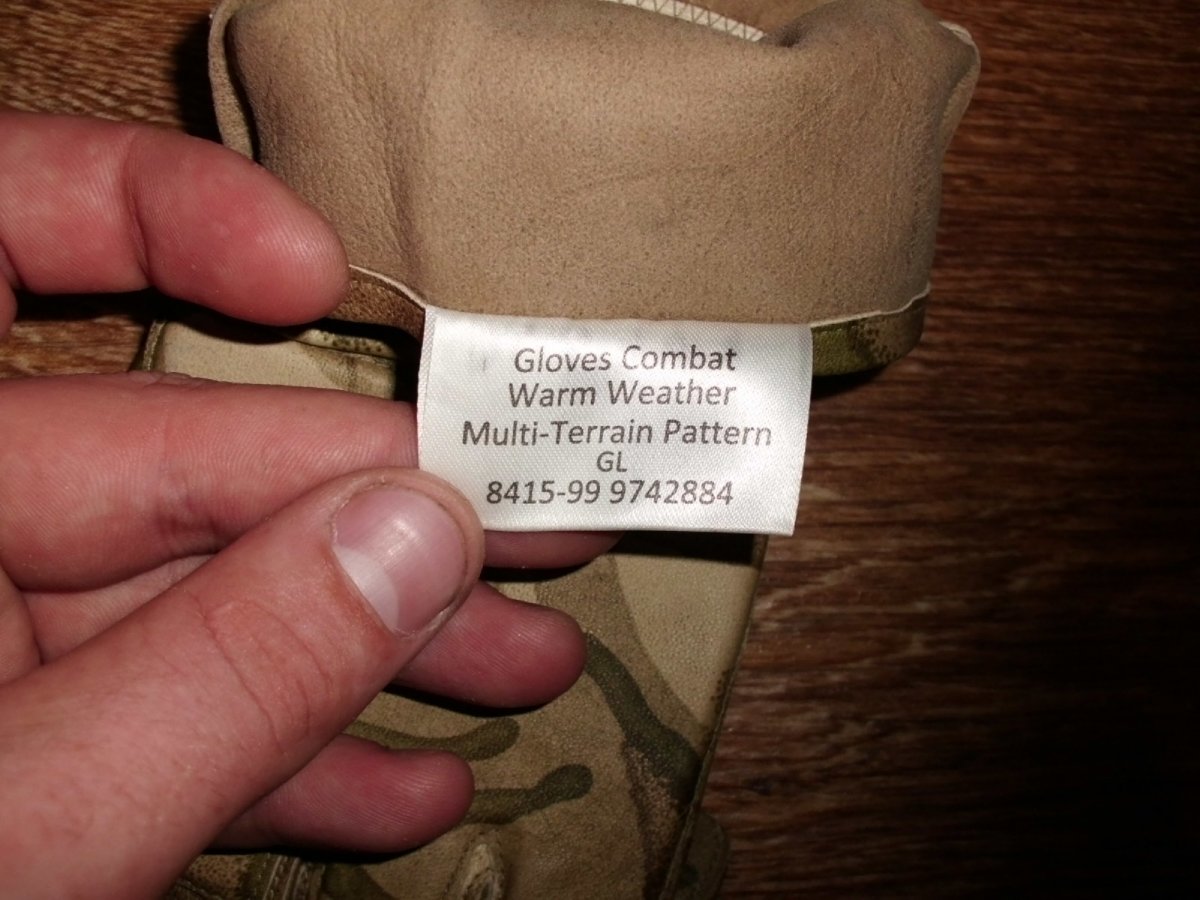 Gloves Combat
Warm Weather
Multi-Terrain Pattern
GL
8415-99 9742884